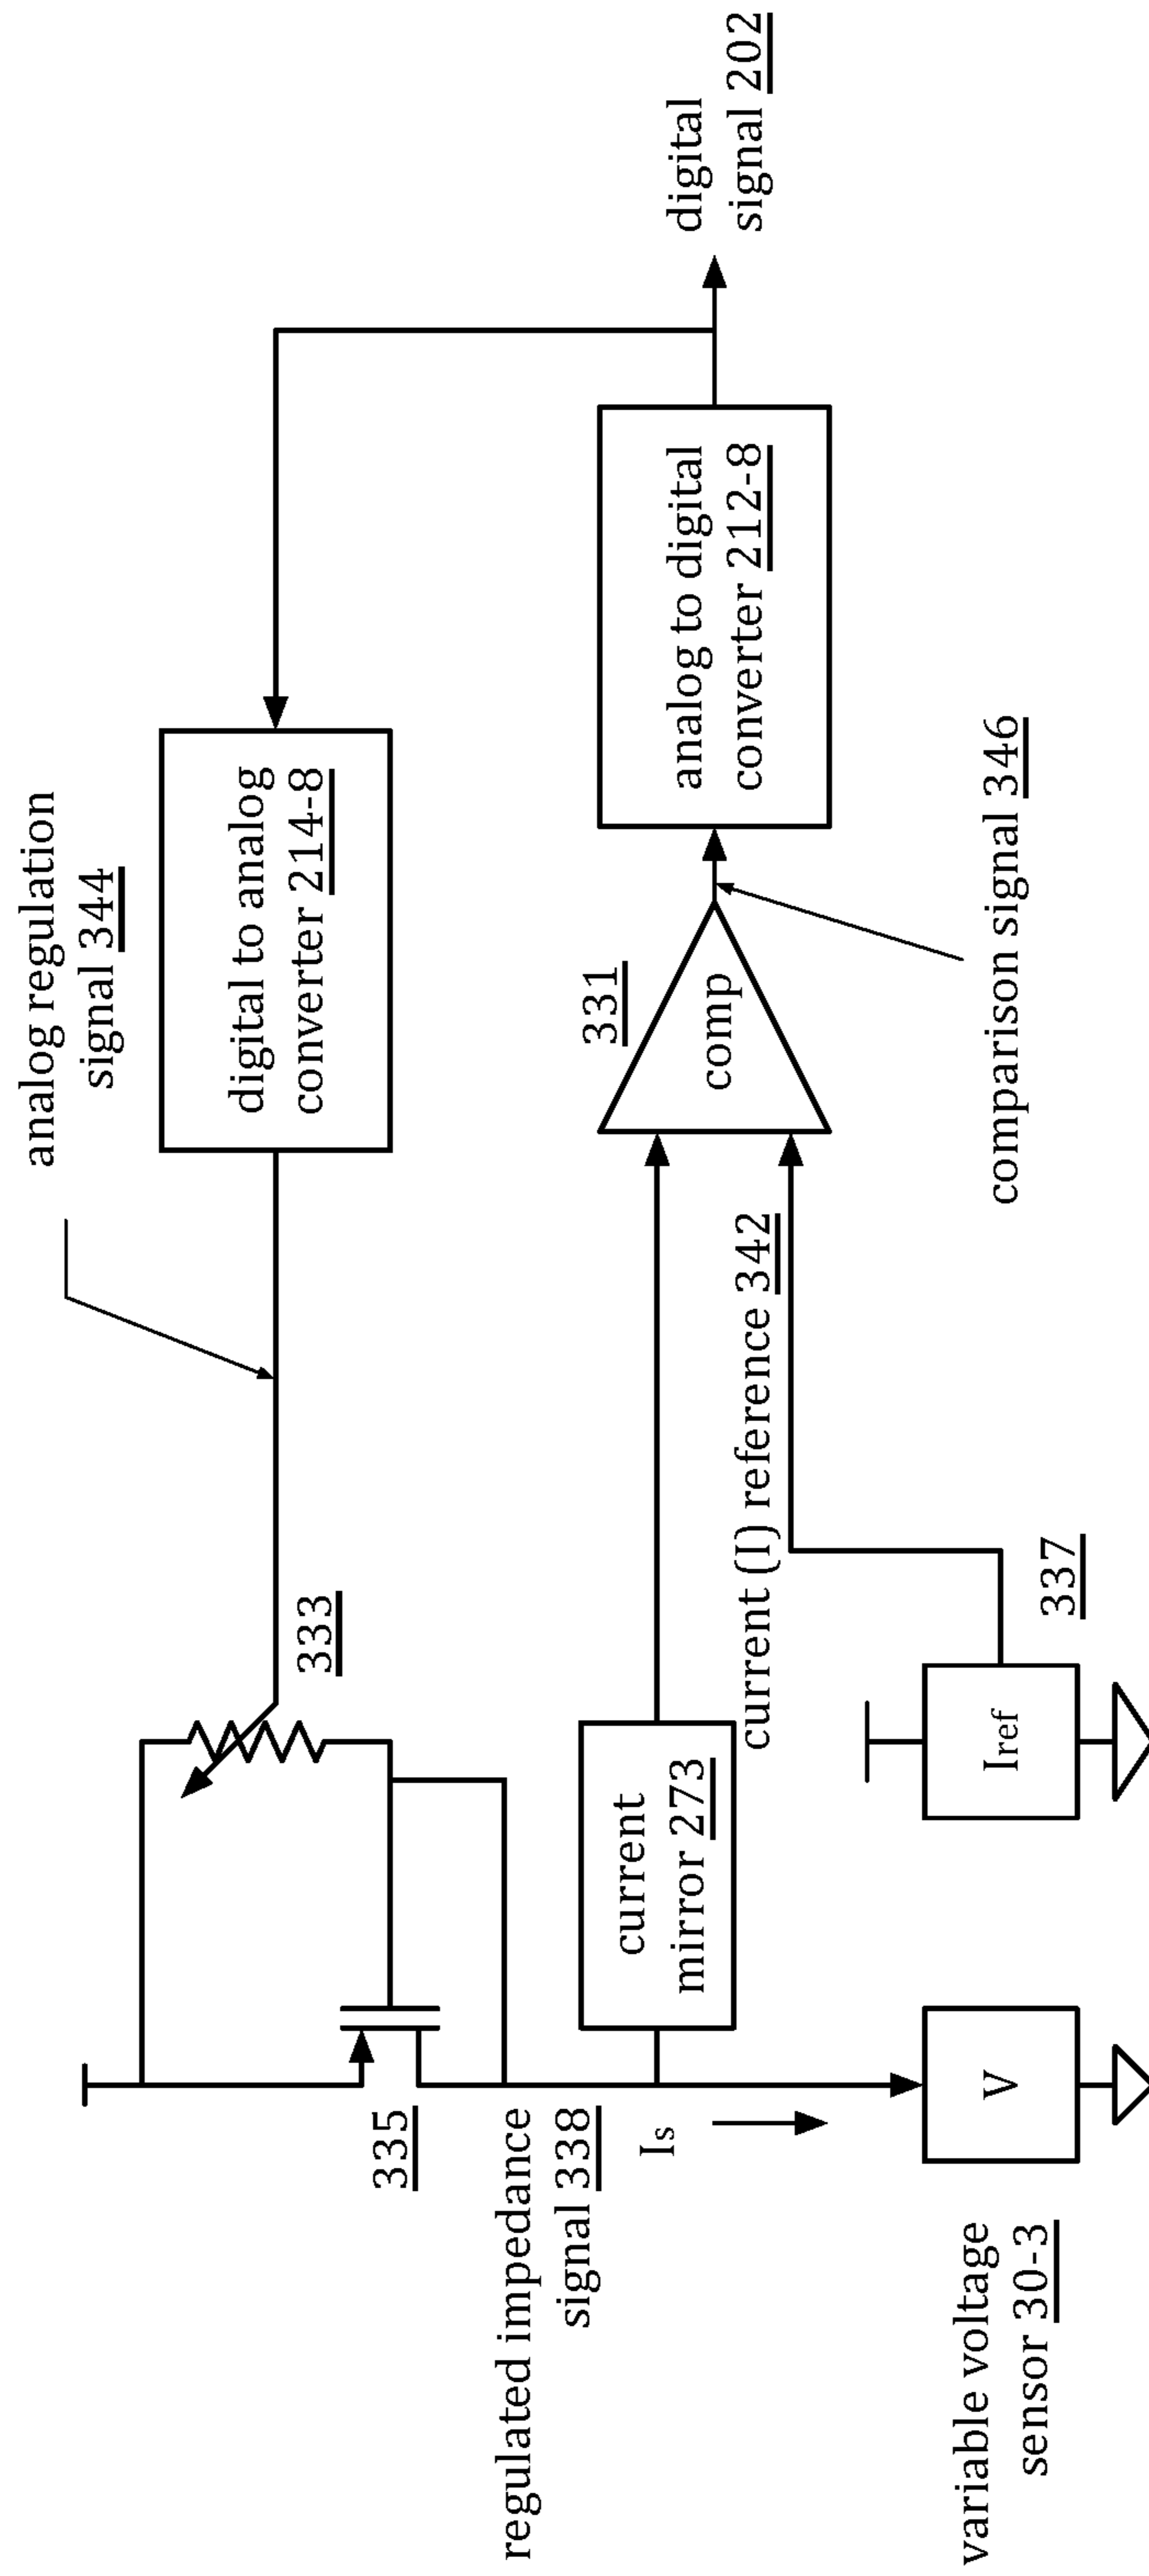 analog regulation
signal 344
digital to analog
converter 214-8
333
335
regulated impedance
signal 338
Is
current
mirror 273
current (I) reference 342
331
comp
analog to digital
converter 212-8
digital
signal 202
comparison signal 346
variable voltage
sensor 30-3
V
Iref
337